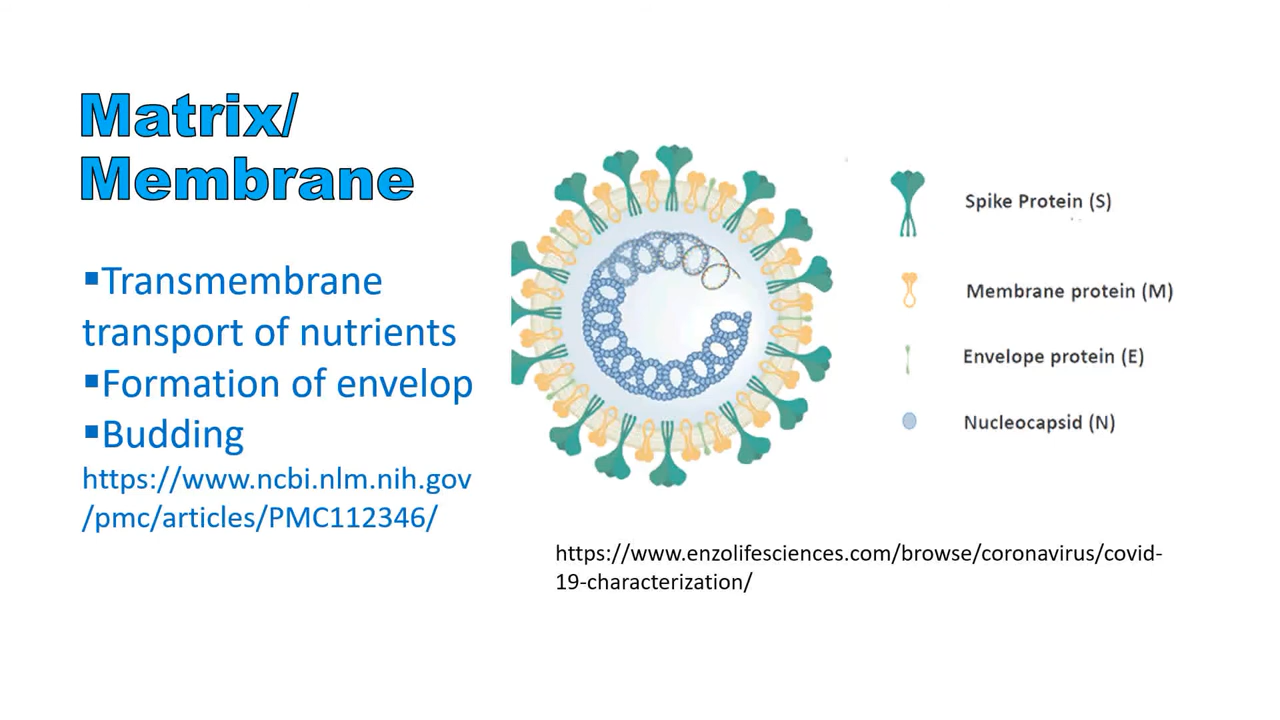 Matrix/
Membrane
▪Transmembrane
transport of nutrients
▪Formation of envelop
▪Budding
https://www.ncbi.nlm.nih.gov
/pmc/articles/PMC112346/
Spike Protein (S)
Membrane protein (M)
Envelope protein (E)
Nucleocapsid (N)
https://www.enzolifesciences.com/browse/coronavirus/covid-
19-characterization/